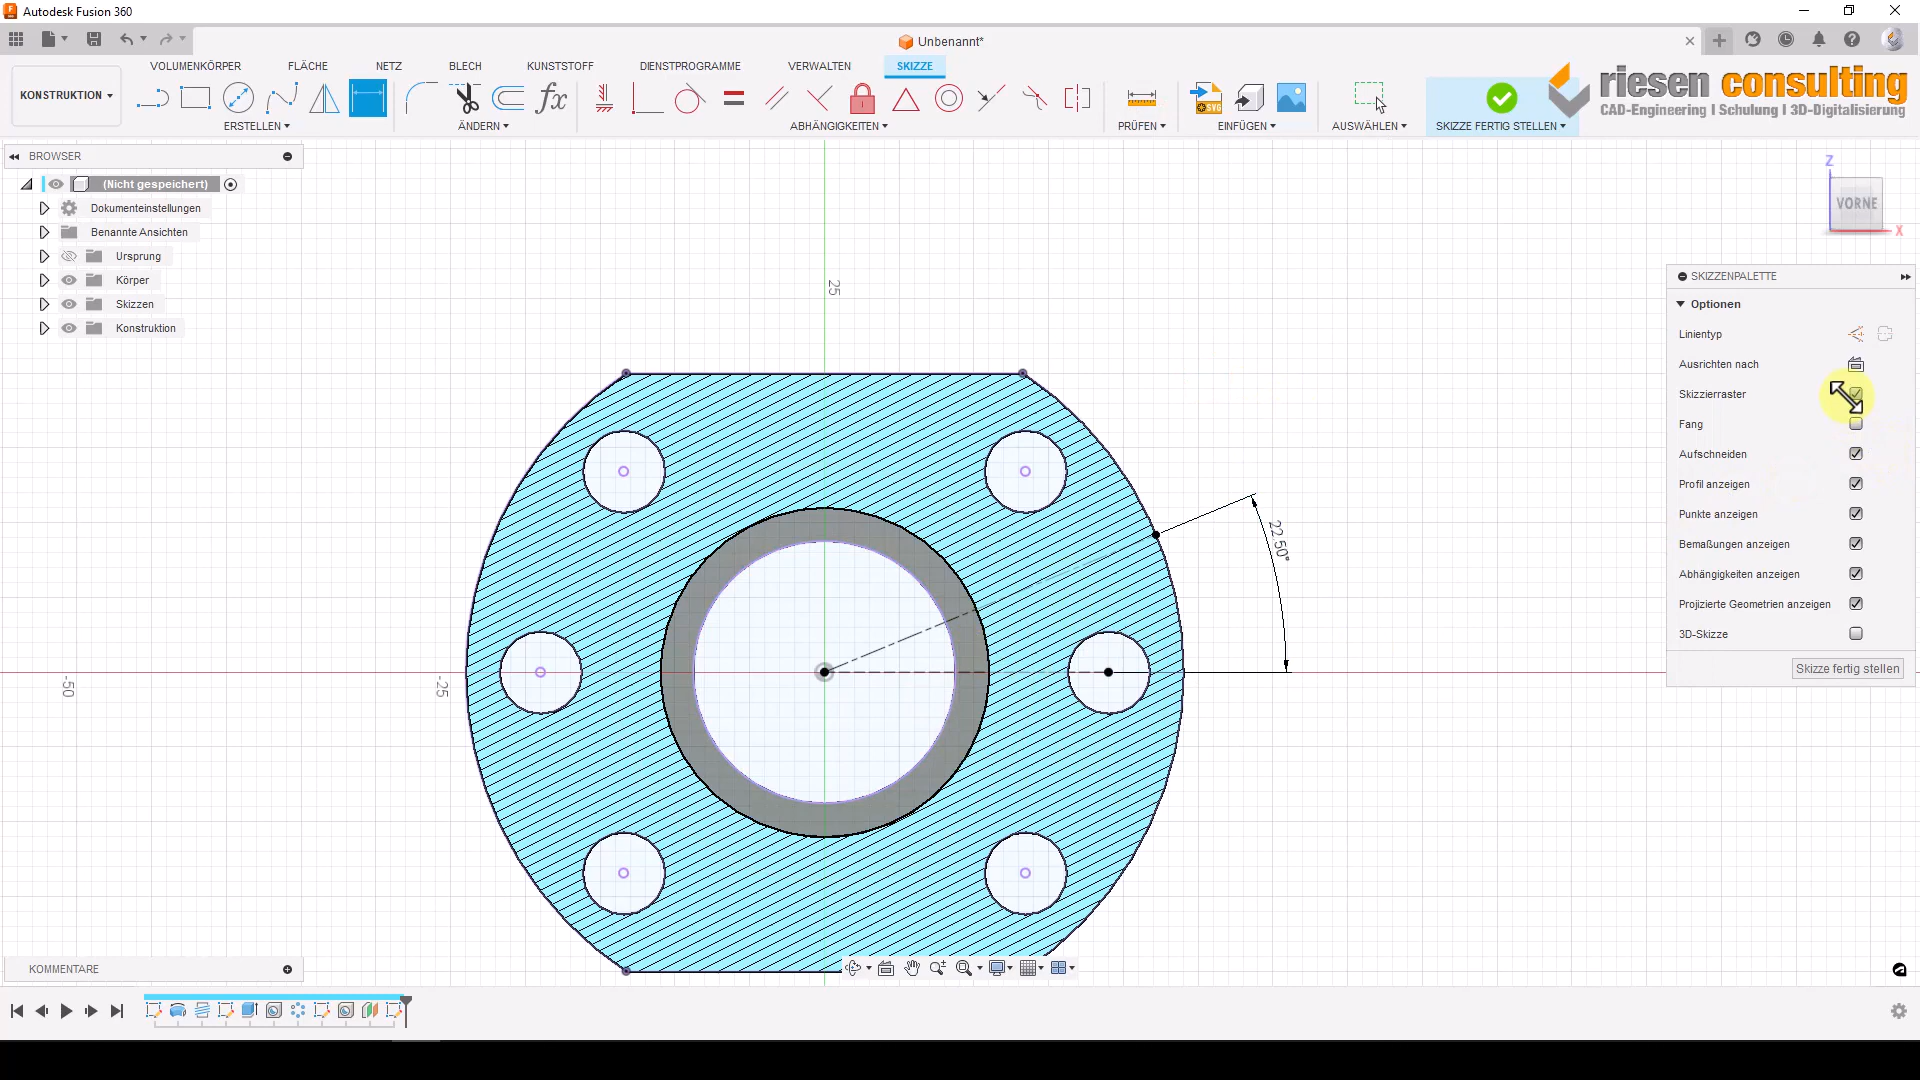 Autodesk Fusion 360
Unbenannt*
VOLUMENKÖRPER FLÄCHE NETZ BLECH KUNSTSTOFF DIENSTPROGRAMME VERWALTEN SKIZZE
KONSTRUKTION
fx
SVG
ERSTELLEN ÄNDERN ABHÄNGIGKEITEN PRÜFEN EINFÜGEN AUSWÄHLEN SKIZZE FERTIG STELLEN
riesen consulting
CAD-Engineering I Schulung I 3D-Digitalisierung
BROWSER
(Nicht gespeichert)
Dokumenteinstellungen
Benannte Ansichten
Ursprung
Körper
Skizzen
Konstruktion
Z
VORNE
X
25
-50
-25
22.50°
SKIZZENPALETTE
Optionen
Linientyp
Ausrichten nach
Skizzierraster
Fang
Aufschneiden
Profil anzeigen
Punkte anzeigen
Bemaßungen anzeigen
Abhängigkeiten anzeigen
Projizierte Geometrien anzeigen
3D-Skizze
Skizze fertig stellen
KOMMENTARE